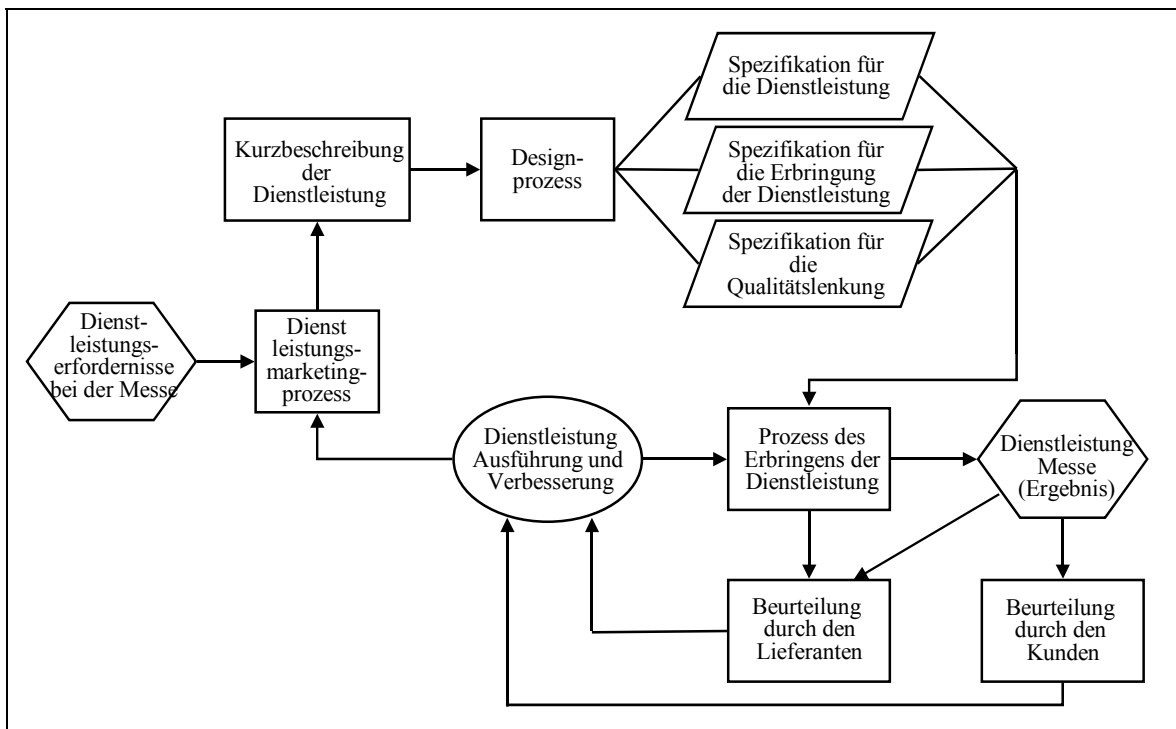 Spezifikation für
die Dienstleistung
Kurzbeschreibung
der
Dienstleistung
Design-
prozess
Spezifikation für
die Erbringung
der Dienstleistung
Spezifikation für
die
Qualitätslenkung
Dienst-
leistungs-
erfordernisse
bei der Messe
Dienst
leistungs-
marketing-
prozess
Dienstleistung
Ausführung und
Verbesserung
Prozess des
Erbringens der
Dienstleistung
Dienstleistung
Messe
(Ergebnis)
Beurteilung
durch den
Lieferanten
Beurteilung
durch den
Kunden